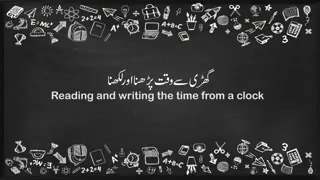 گھڑی سے وقت پڑھنا اور لکھنا
Reading and writing the time from a clock